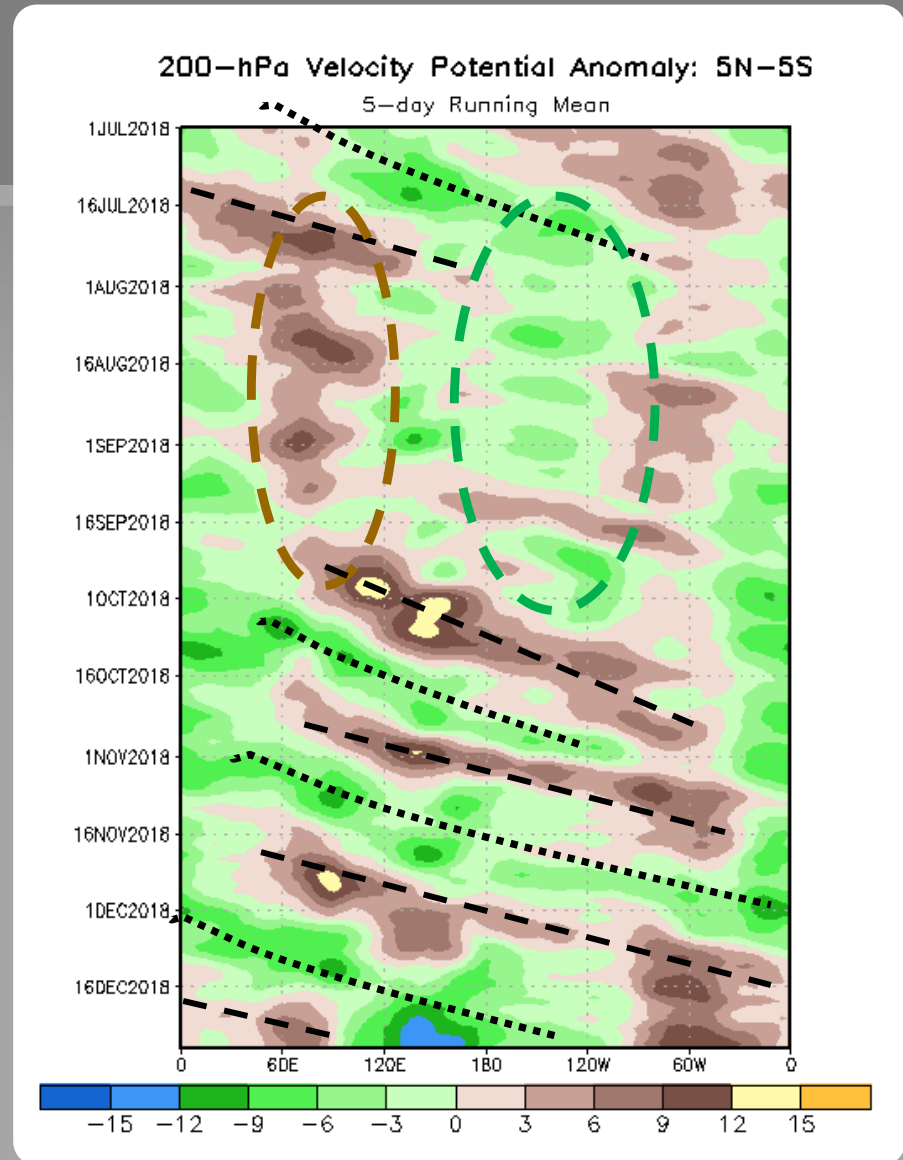 200-hPa Velocity Potential Anomaly: 5N-5S
5-day Running Mean
1JUL2018
16JUL2018
1AUG2018
16AUG2018
1SEP2018
16SEP2018
1OCT2018
16OCT2018
1NOV2018
16NOV2018
1DEC2018
16DEC2018
0 60E 120E 180 120W 60W 0
-15 -12 -9 -6 -3 0 3 6 9 12 15